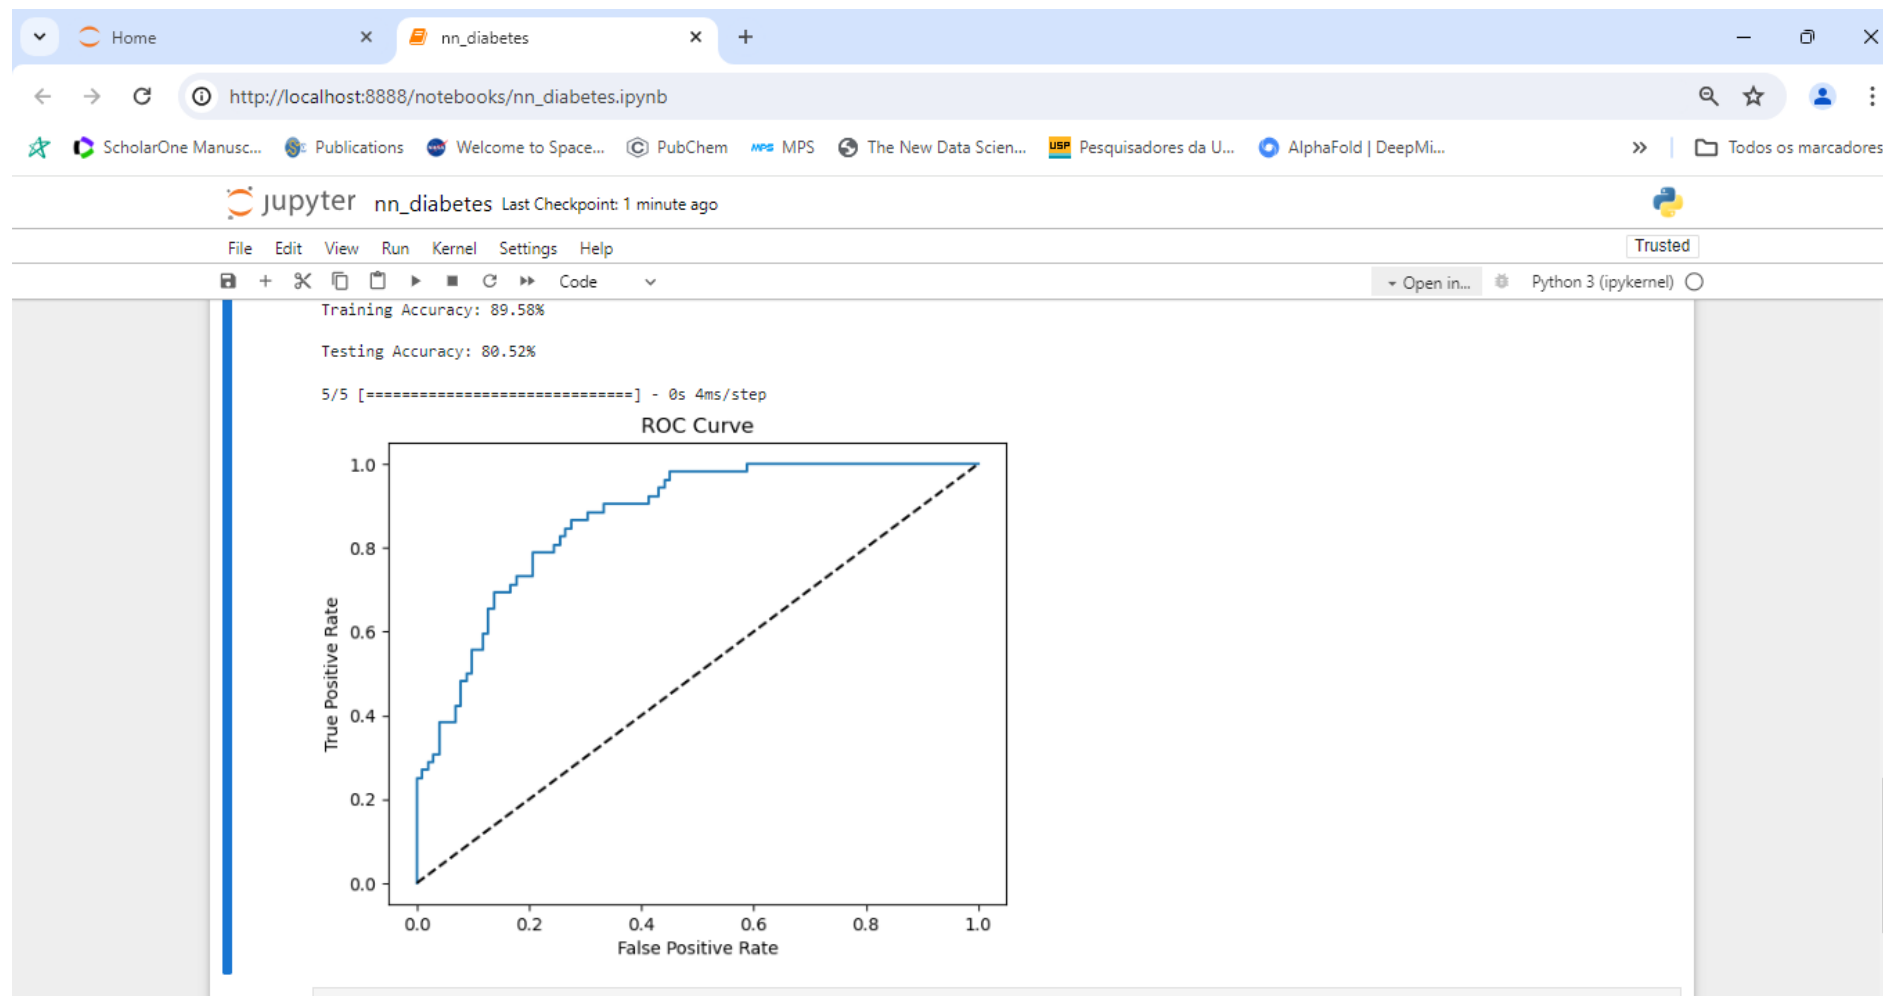 Home
nn_diabetes
http://localhost:8888/notebooks/nn_diabetes.ipynb
ScholarOne Manusc... Publications Welcome to Space... PubChem MPS MPS The New Data Scien... USP Pesquisadores da U... AlphaFold | DeepMi... Todos os marcadores
jupyter nn_diabetes Last Checkpoint: 1 minute ago
File Edit View Run Kernel Settings Help Trusted
Code Open in... Python 3 (ipykernel)
Training Accuracy: 89.58%
Testing Accuracy: 80.52%
5/5 [==============================] - 0s 4ms/step
ROC Curve
1.0
0.8
0.6
0.4
0.2
0.0
True Positive Rate
0.0 0.2 0.4 0.6 0.8 1.0
False Positive Rate